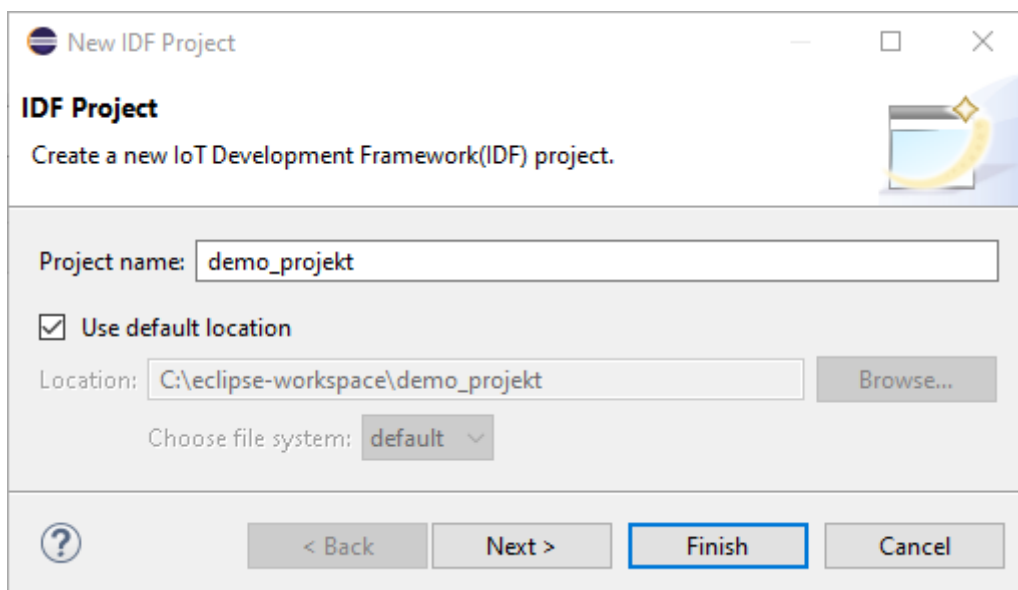 New IDF Project
IDF Project
Create a new IoT Development Framework(IDF) project.
Project name: demo_projekt
Use default location
Location: C:\eclipse-workspace\demo_projekt Browse...
Choose file system: default
? < Back Next > Finish Cancel